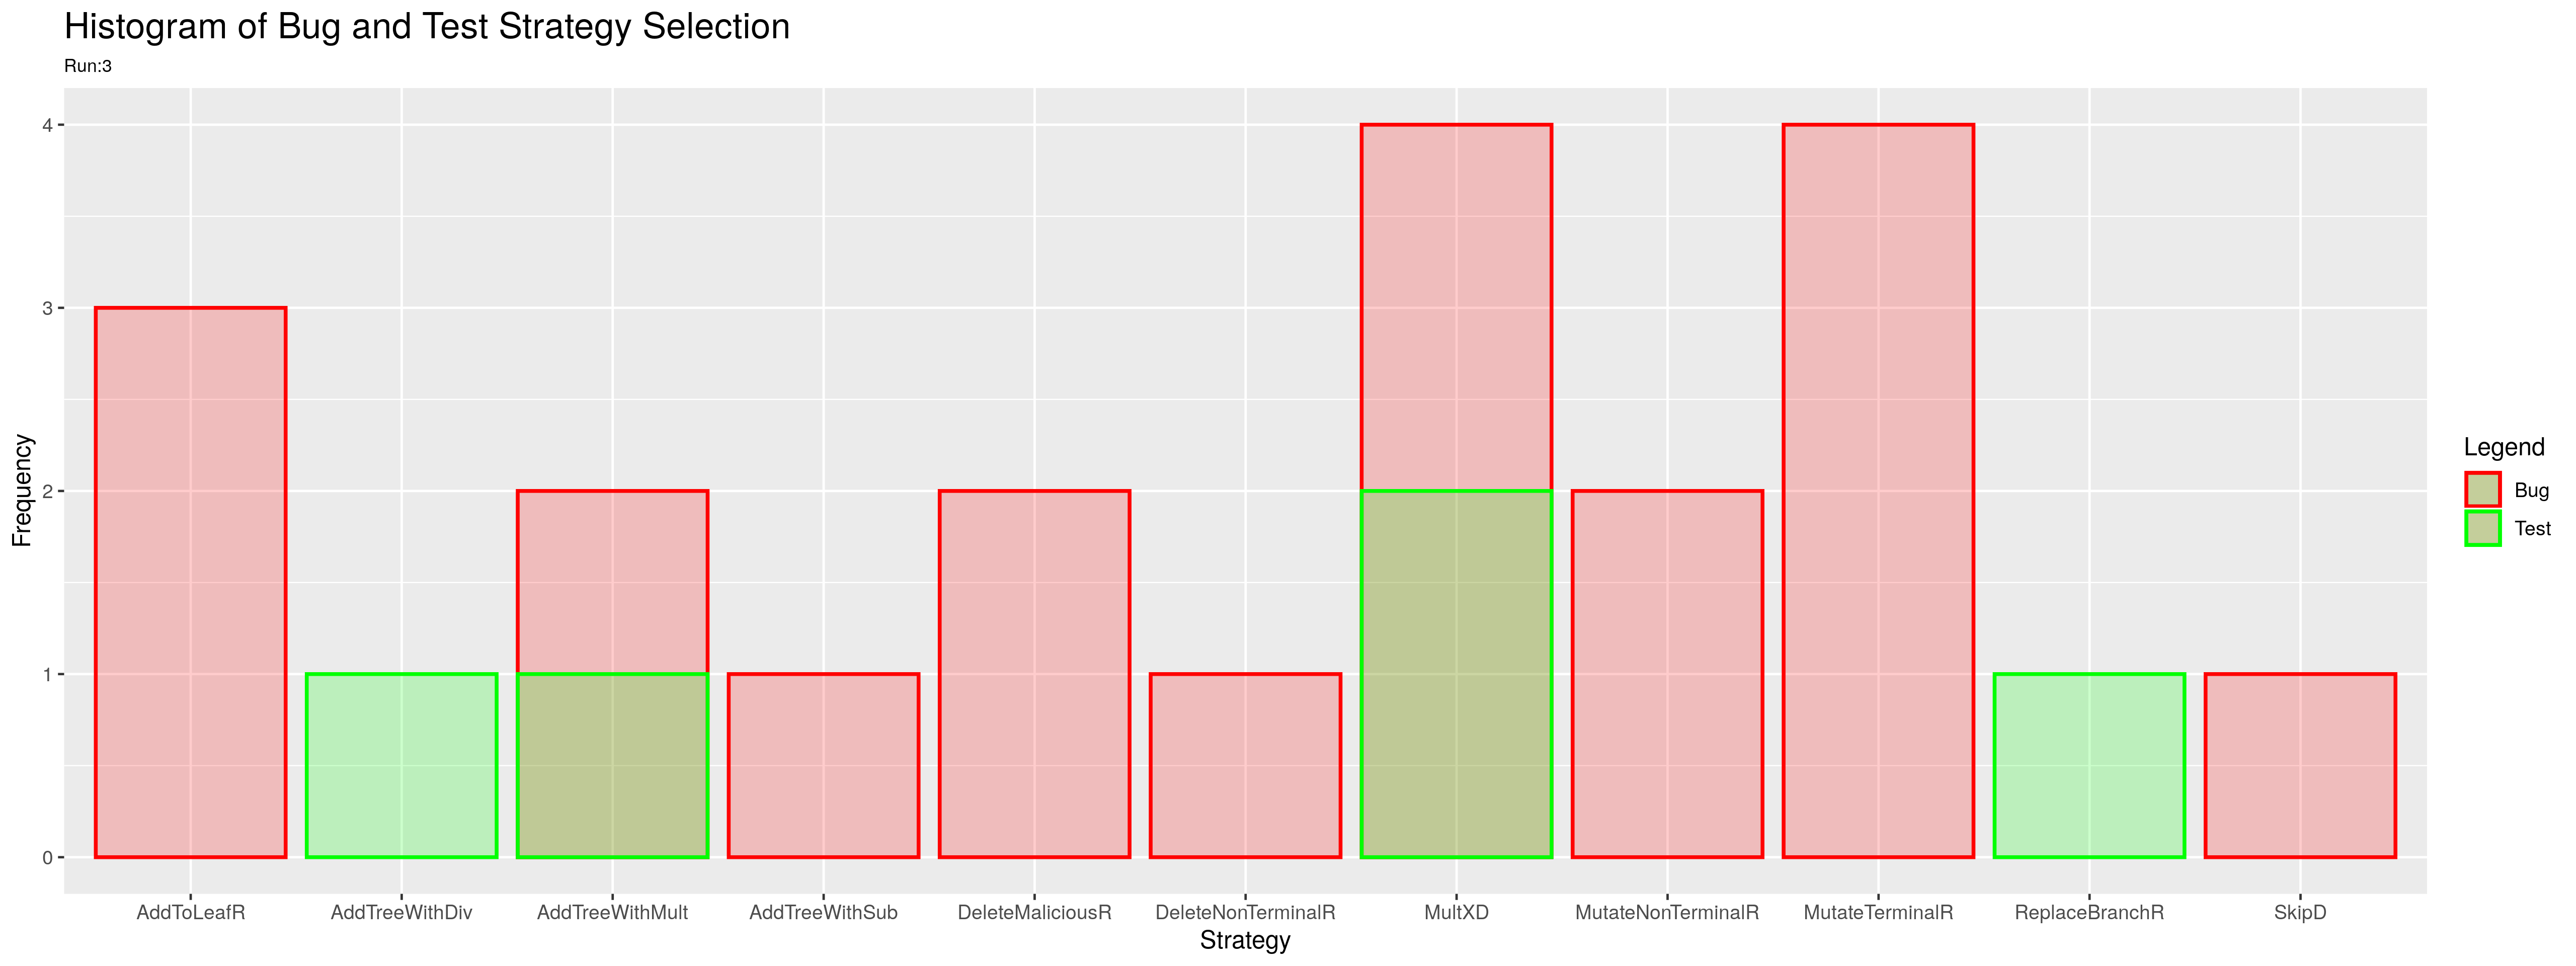 Histogram of Bug and Test Strategy Selection
Run:3
Frequency
4
3
2
1
0
AddToLeafR AddTreeWithDiv AddTreeWithMult AddTreeWithSub DeleteMaliciousR DeleteNonTerminalR MultXD MutateNonTerminalR MutateTerminalR ReplaceBranchR SkipD
Strategy
Legend
Bug
Test